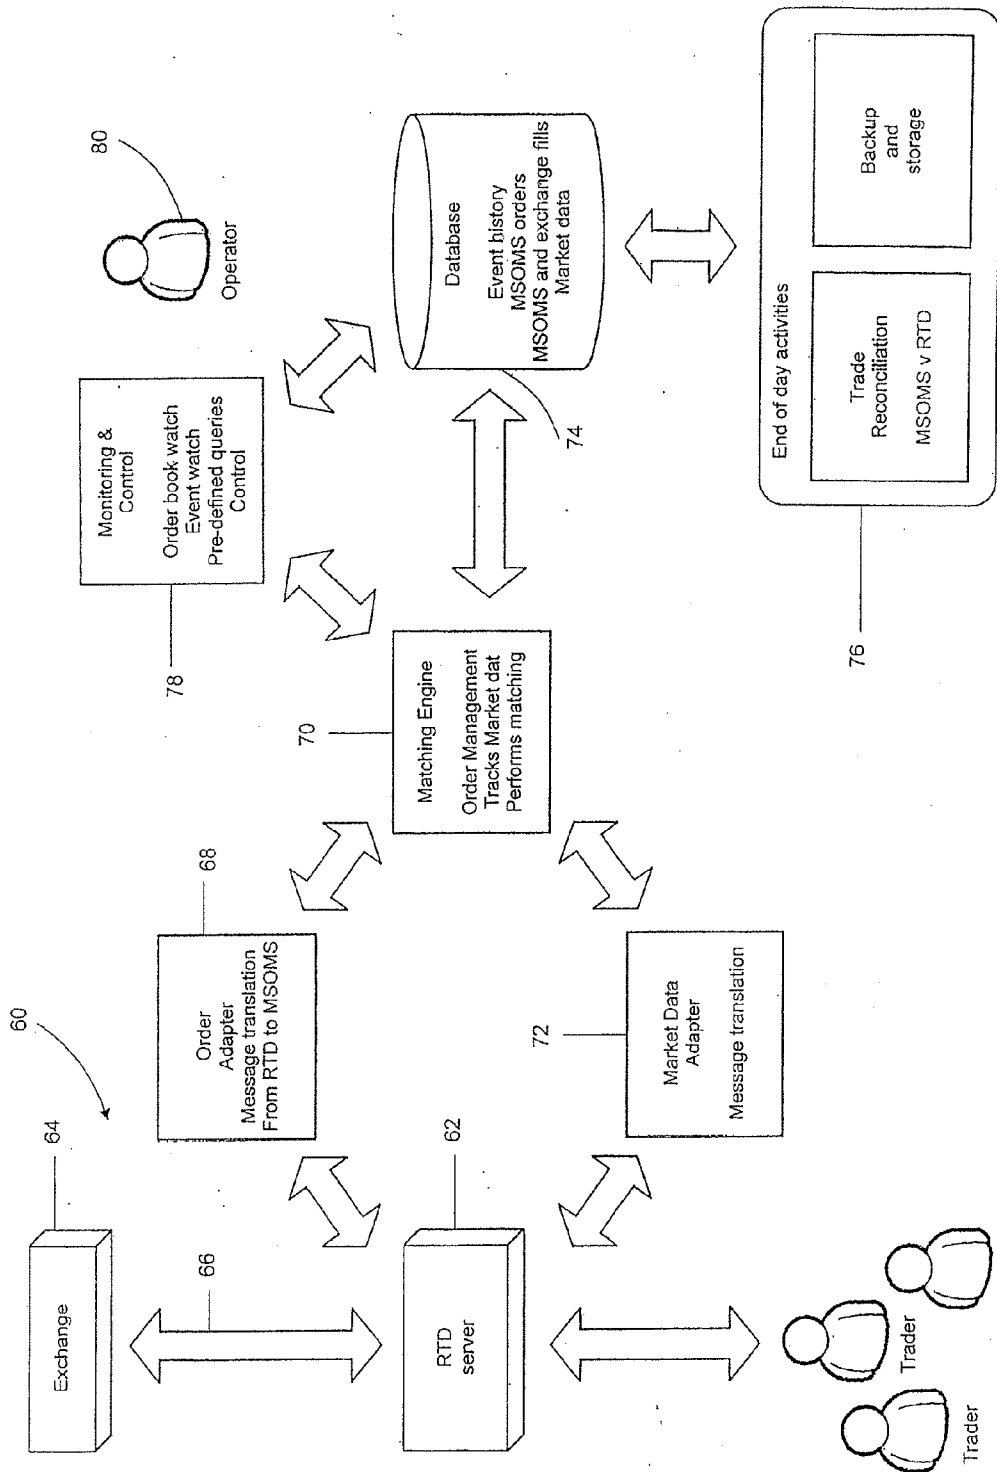 60
Exchange
64
66
RTD
server
62
Trader
Trader
Order
Adapter
Message translation
From RTD to MSOMS
68
Market Data
Adapter
Message translation
72
Matching Engine
Order Management
Tracks Market dat
Performs matching
70
Monitoring &
Control
Order book watch
Event watch
Pre-defined queries
Control
78
Operator
80
Database
Event history
MSOMS orders
MSOMS and exchange fills
Market data
74
End of day activities
Trade
Reconciliation
MSOMS v RTD
Backup
and
storage
76